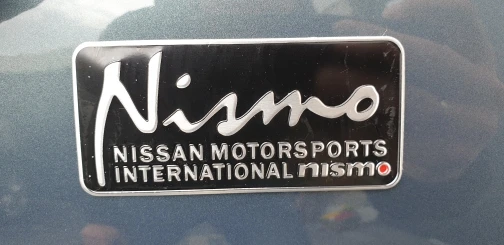 Nismo
NISSAN MOTORSPORTS
INTERNATIONAL nismo